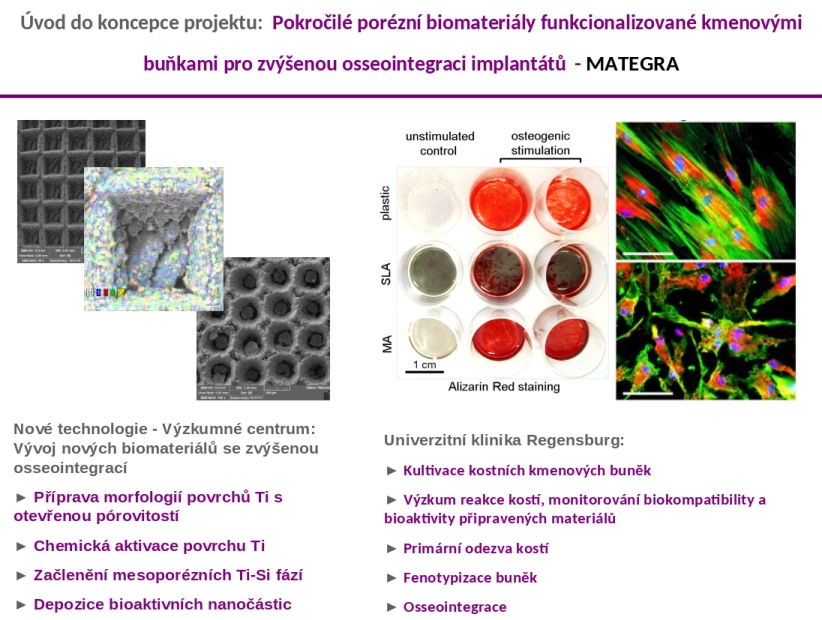 Úvod do koncepce projektu: Pokročilé porézní biomateriály funkcionalizované kmenovými
buňkami pro zvýšenou osseointegraci implantátů - MATEGRA
unstimulated
control
osteogenic
stimulation
plastic
SLA
MA
1 cm
Alizarin Red staining
Nové technologie - Výzkumné centrum:
Vývoj nových biomateriálů se zvýšenou
osseointegrací
► Příprava morfologií povrchů Ti s
otevřenou pórovitostí
► Chemická aktivace povrchu Ti
► Začlenění mesoporézních Ti-Si fází
► Depozice bioaktivních nanočástic
Univerzitní klinika Regensburg:
► Kultivace kostních kmenových buněk
► Výzkum reakce kostí, monitorování biokompatibility a
bioaktivity připravených materiálů
► Primární odezva kostí
► Fenotypizace buněk
► Osseointegrace